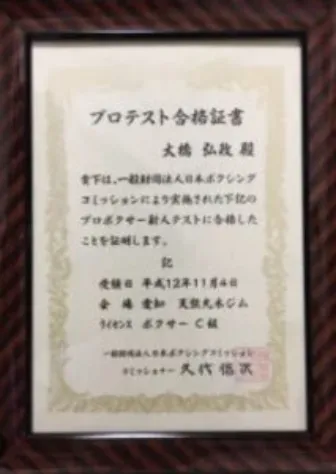 プロテスト合格証書
大橋 弘政 殿
貴下は、一般財団法人日本ボクシング
コミッションにより実施された下記の
プロボクサー新人テストに合格した
ことを証明します。
記
受験日 平成12年11月4日
会 場 愛知 天熊丸木ジム
ライセンス ボクサー C級
一般財団法人日本ボクシングコミッション
コミッショナー